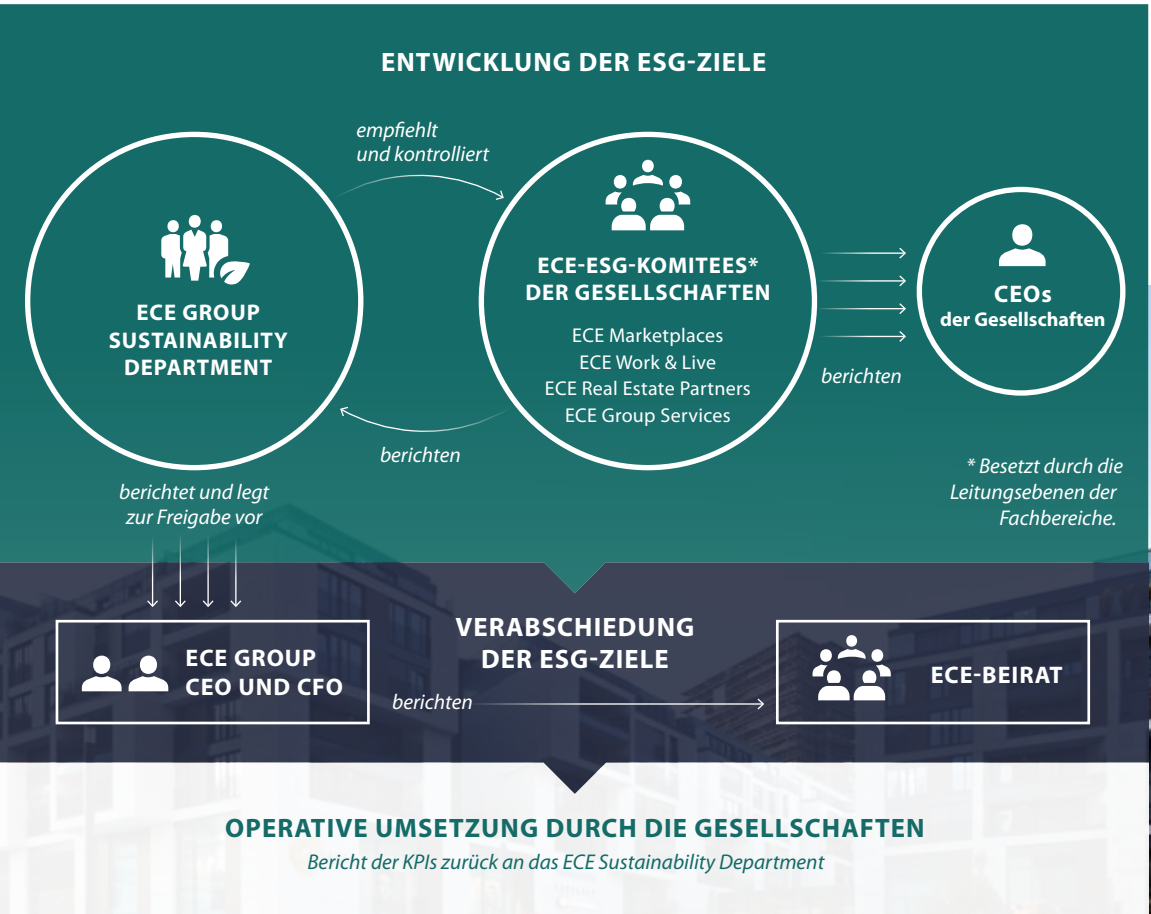 ENTWICKLUNG DER ESG-ZIELE
empfiehlt
und kontrolliert
ECE GROUP
SUSTAINABILITY
DEPARTMENT
ECE-ESG-KOMITEES*
DER GESELLSCHAFTEN
ECE Marketplaces
ECE Work & Live
ECE Real Estate Partners
ECE Group Services
CEOs
der Gesellschaften
berichten
berichten
* Besetzt durch die
Leitungsebenen der
Fachbereiche.
berichtet und legt
zur Freigabe vor
VERABSCHIEDUNG
DER ESG-ZIELE
ECE GROUP
CEO UND CFO
berichten
ECE-BEIRAT
OPERATIVE UMSETZUNG DURCH DIE GESELLSCHAFTEN
Bericht der KPIs zurück an das ECE Sustainability Department